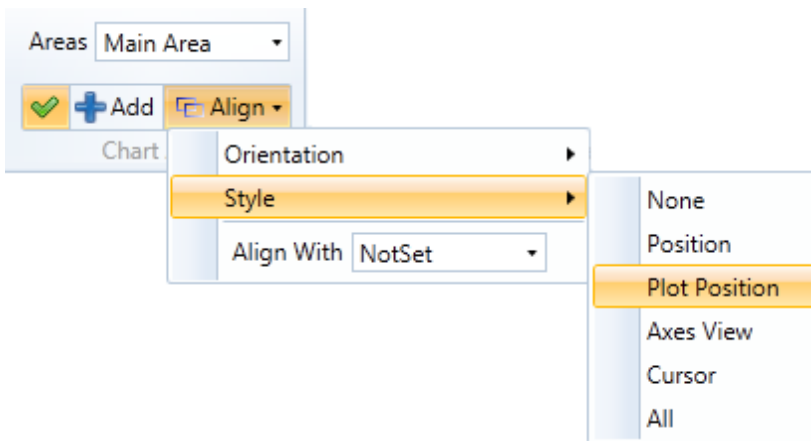 Areas Main Area
Add Align
Chart
Orientation
Style
Align With NotSet
None
Position
Plot Position
Axes View
Cursor
All